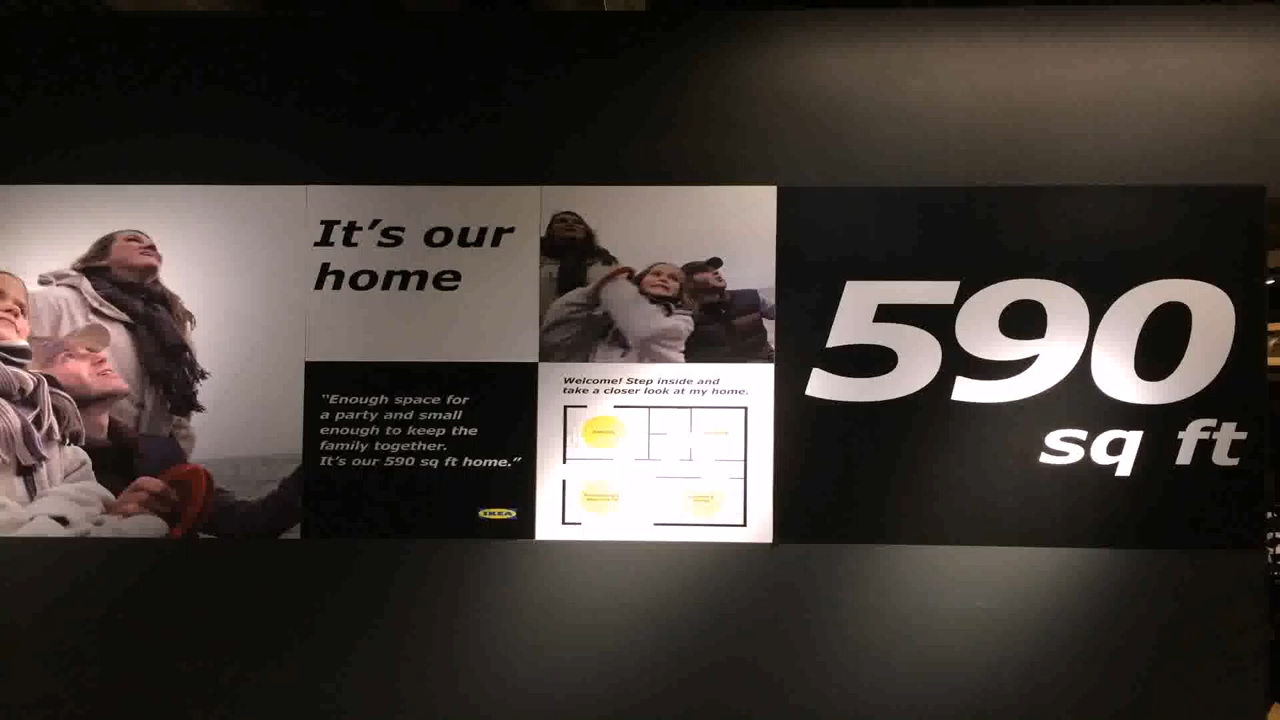 It's our
home
"Enough space for
a party and small
enough to keep the
family together.
It's our 590 sq ft home."
IKEA
Welcome! Step inside and
take a closer look at my home.
590
sq ft